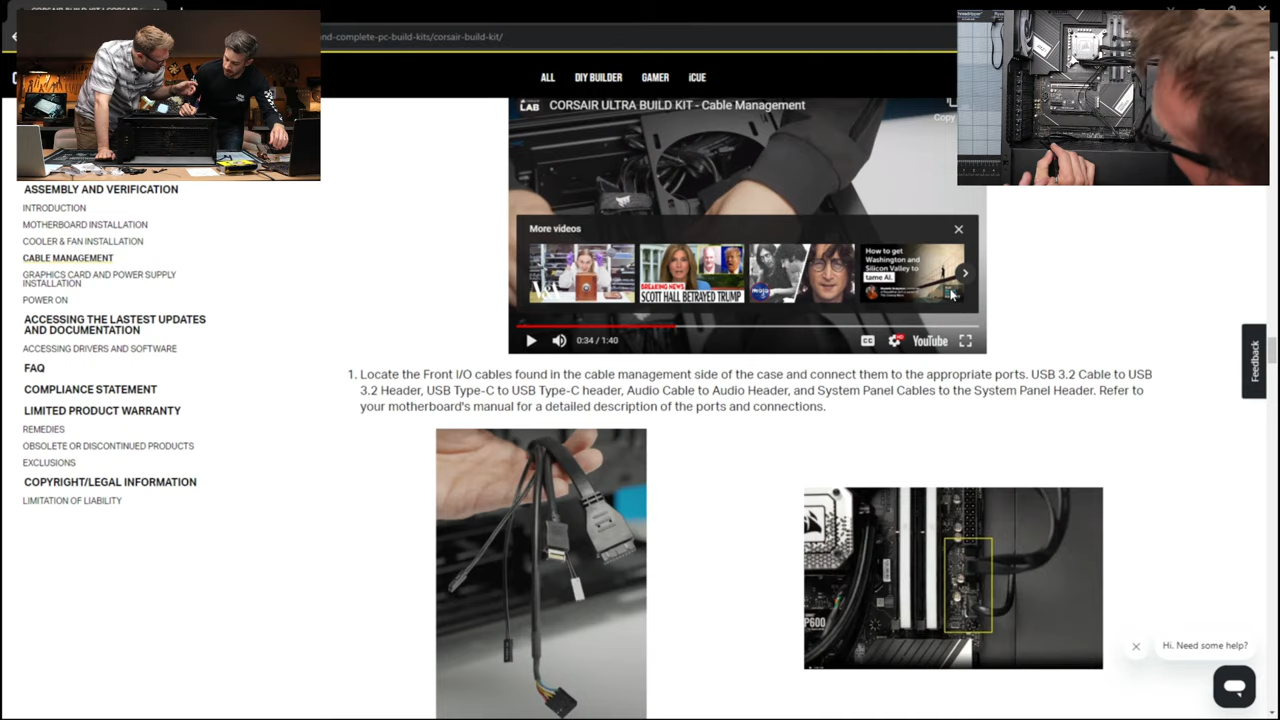 nd-complete-pc-build-kits/corsair-build-kit/
ALL
DIY BUILDER
GAMER
iCUE
LAB
CORSAIR ULTRA BUILD KIT - Cable Management
Copy
More videos
BREAKING NEWS
SCOTT HALL BETRAYED TRUMP
How to get
Washington and
Silicon Valley to
tame AI.
0:34 / 1:40
CC
HD
YouTube
ASSEMBLY AND VERIFICATION
INTRODUCTION
MOTHERBOARD INSTALLATION
COOLER & FAN INSTALLATION
CABLE MANAGEMENT
GRAPHICS CARD AND POWER SUPPLY
INSTALLATION
POWER ON
ACCESSING THE LASTEST UPDATES
AND DOCUMENTATION
ACCESSING DRIVERS AND SOFTWARE
FAQ
COMPLIANCE STATEMENT
LIMITED PRODUCT WARRANTY
REMEDIES
OBSOLETE OR DISCONTINUED PRODUCTS
EXCLUSIONS
COPYRIGHT/LEGAL INFORMATION
LIMITATION OF LIABILITY
1. Locate the Front I/O cables found in the cable management side of the case and connect them to the appropriate ports. USB 3.2 Cable to USB
3.2 Header, USB Type-C to USB Type-C header, Audio Cable to Audio Header, and System Panel Cables to the System Panel Header. Refer to
your motherboard's manual for a detailed description of the ports and connections.
P600
Feedback
Hi. Need some help?